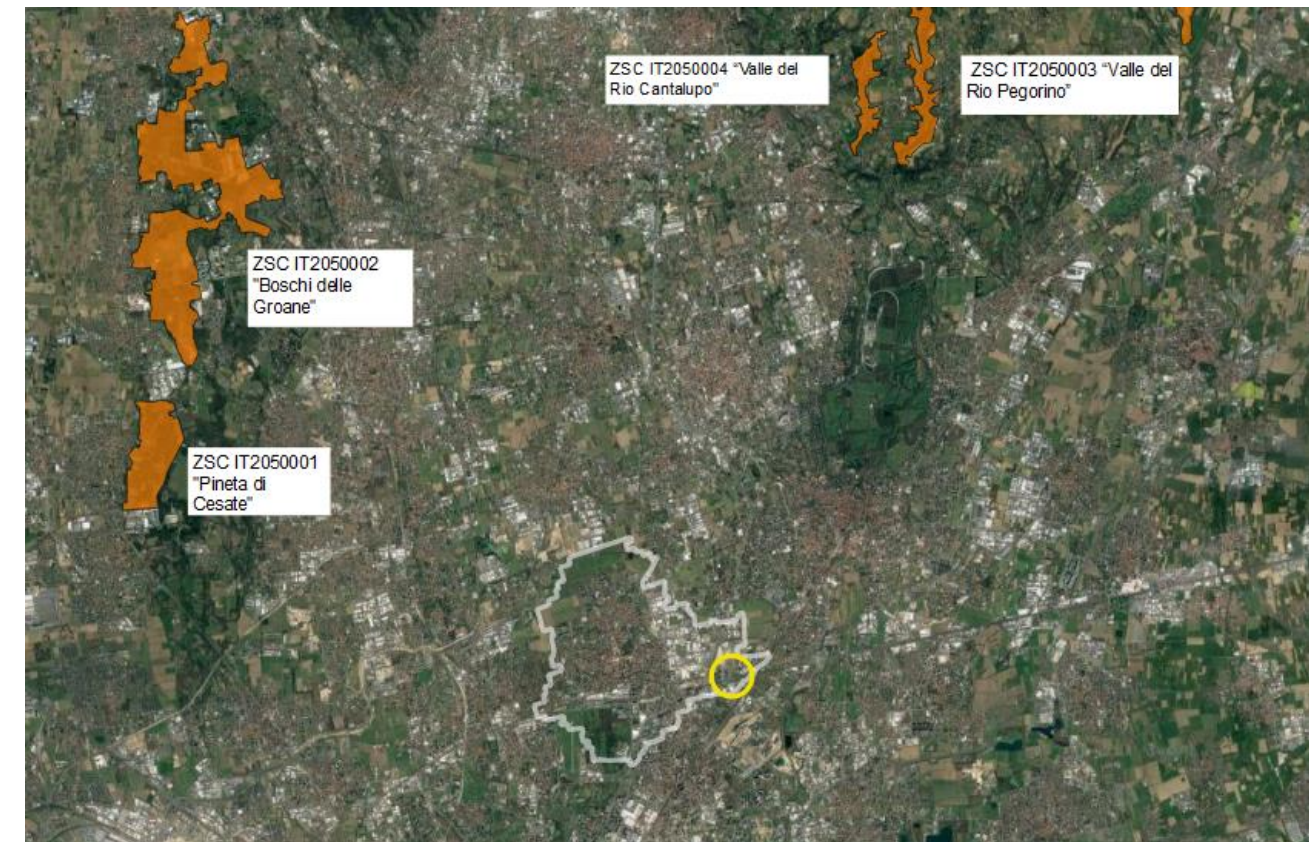 ZSC IT2050004 “Valle del
Rio Cantalupo”
ZSC IT2050003 “Valle del
Rio Pegorino”
ZSC IT2050002
"Boschi delle
Groane"
ZSC IT2050001
"Pineta di
Cesate"